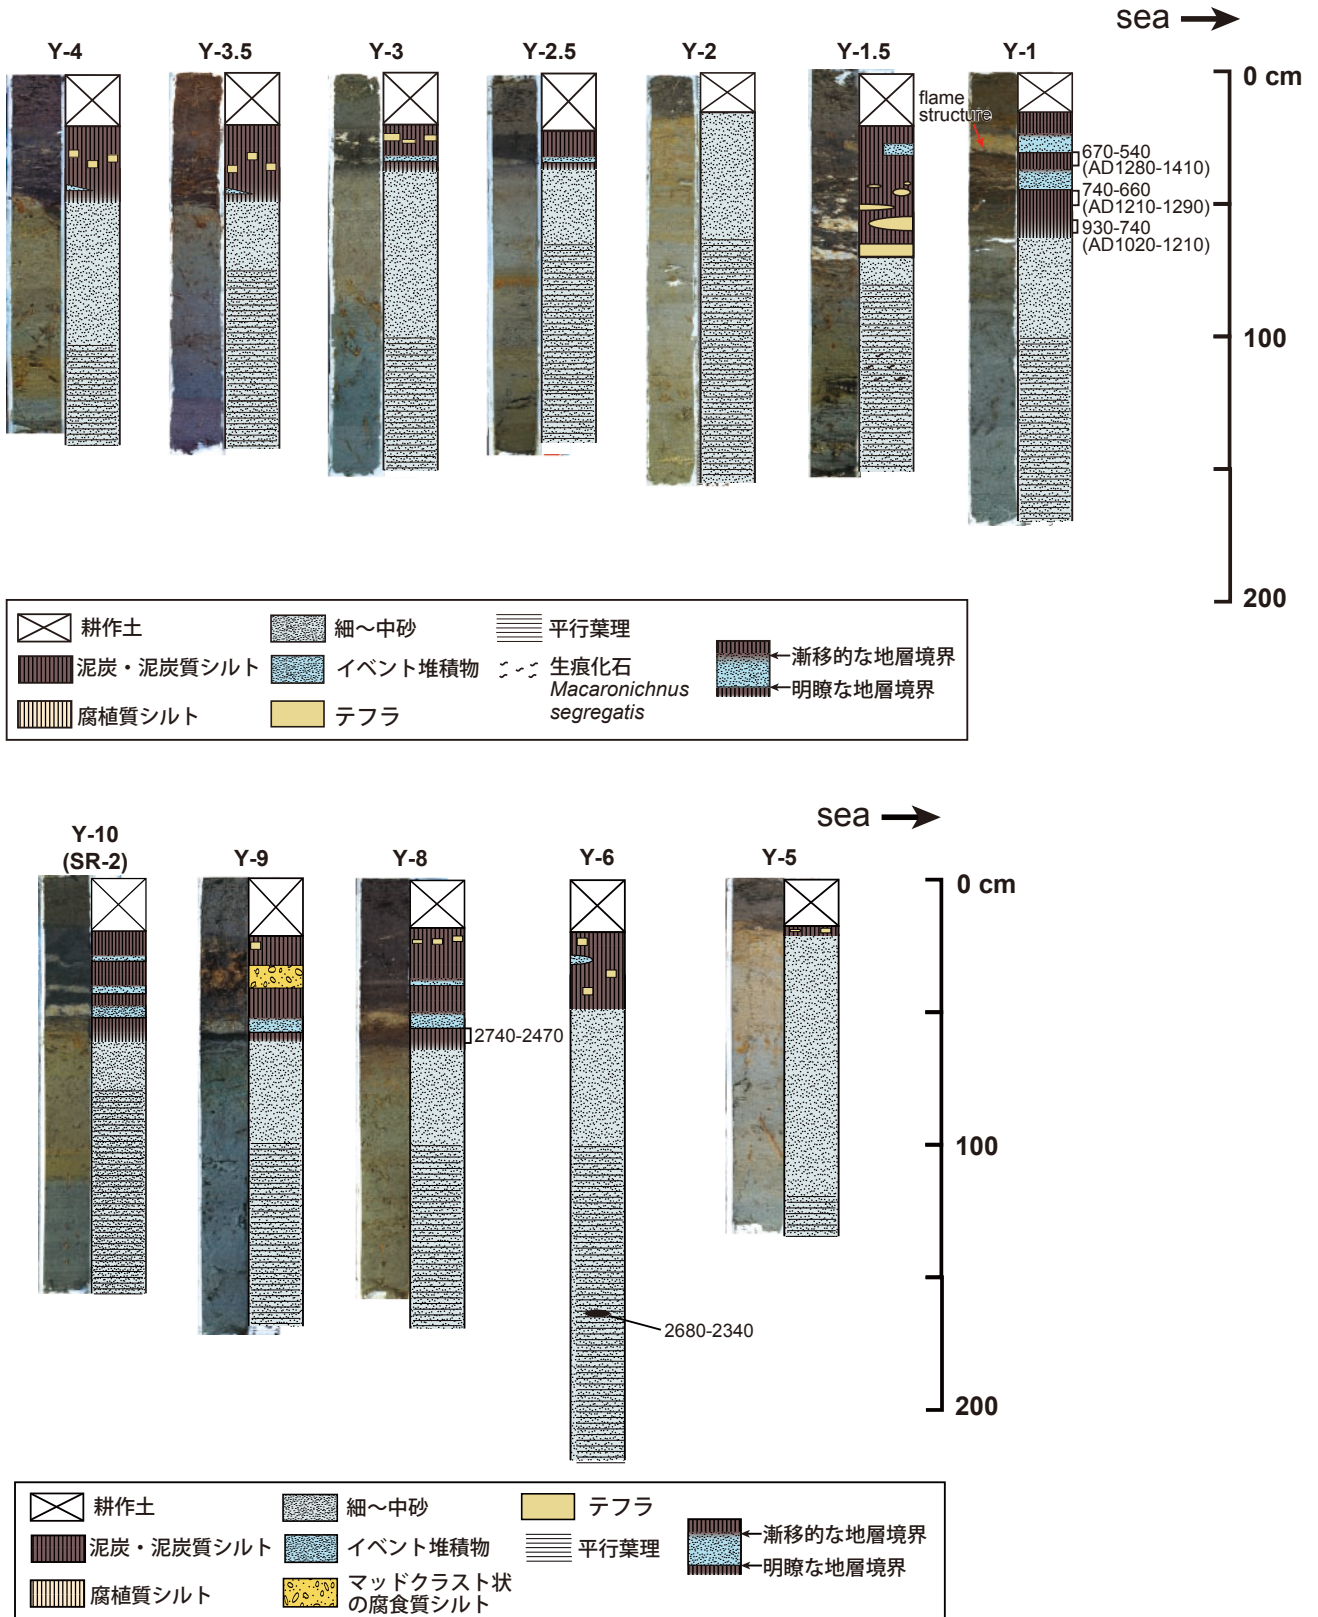 sea
Y-4
Y-3.5
Y-3
Y-2.5
Y-2
Y-1.5
Y-1
0 cm
flame
structure
670-540
(AD1280-1410)
740-660
(AD1210-1290)
930-740
(AD1020-1210)
100
200
耕作土
細〜中砂
平行葉理
泥炭・泥炭質シルト
イベント堆積物
生痕化石
Macaronichnus
segregatis
漸移的な地層境界
明瞭な地層境界
腐植質シルト
テフラ
sea
Y-10
(SR-2)
Y-9
Y-8
Y-6
Y-5
0 cm
2740-2470
100
2680-2340
200
耕作土
細〜中砂
テフラ
泥炭・泥炭質シルト
イベント堆積物
平行葉理
漸移的な地層境界
明瞭な地層境界
腐植質シルト
マッドクラスト状
の腐食質シルト